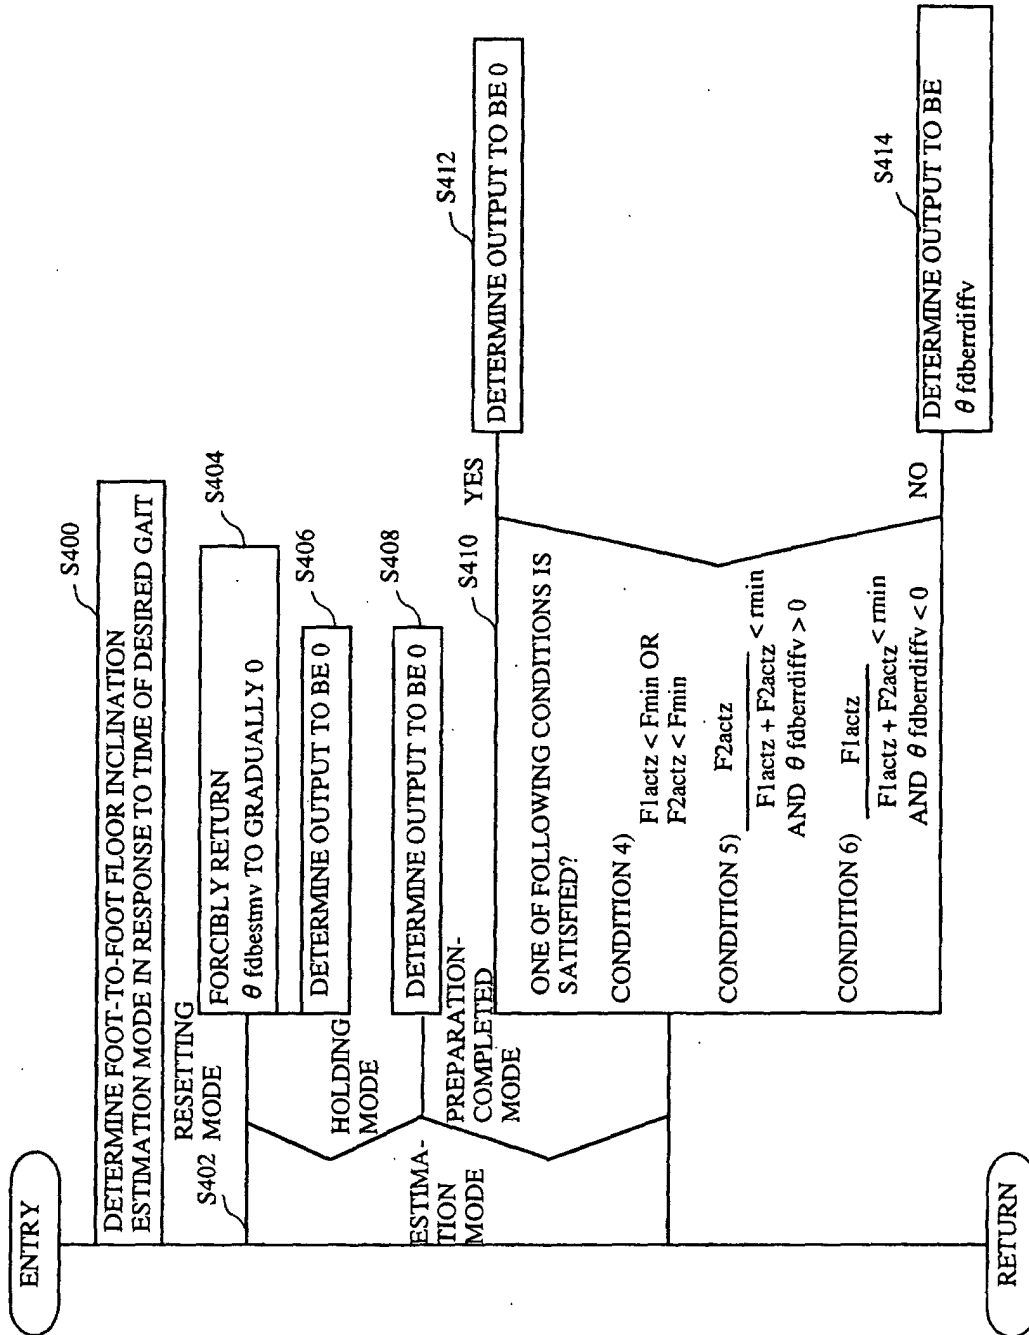 ENTRY
S400
DETERMINE FOOT-TO-FOOT FLOOR INCLINATION
ESTIMATION MODE IN RESPONSE TO TIME OF DESIRED GAIT
S402
ESTIMA-
TION
MODE
RESETTING
MODE
S404
FORCIBLY RETURN
θ fdbestmv TO GRADUALLY 0
S406
DETERMINE OUTPUT TO BE 0
HOLDING
MODE
S408
DETERMINE OUTPUT TO BE 0
PREPARATION-
COMPLETED
MODE
S410
ONE OF FOLLOWING CONDITIONS IS
SATISFIED?
CONDITION 4)
F1actz < Fmin OR
F2actz < Fmin
CONDITION 5)
F2actz
F1actz + F2actz < rmin
AND θ fdberrdiffv > 0
CONDITION 6)
F1actz
F1actz + F2actz < rmin
AND θ fdberrdiffv < 0
YES
S412
DETERMINE OUTPUT TO BE 0
NO
S414
DETERMINE OUTPUT TO BE
θ fdberrdiffv
RETURN